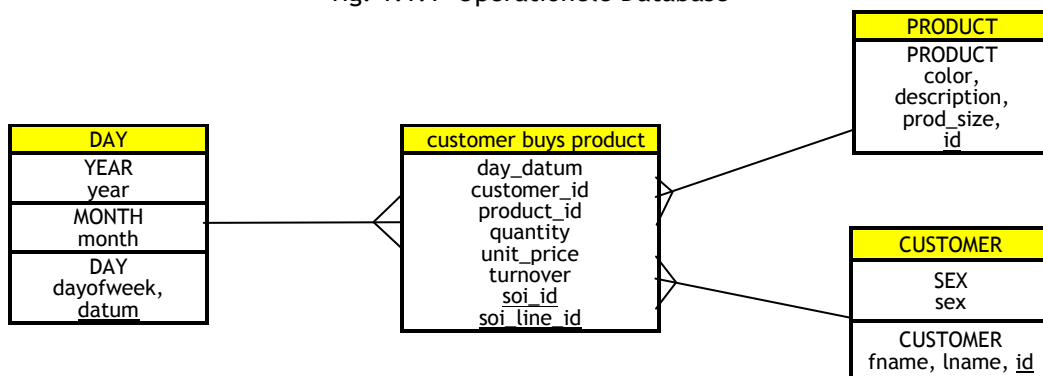 PRODUCT
PRODUCT
color,
description,
prod_size,
id
DAY
YEAR
year
MONTH
month
DAY
dayofweek,
datum
customer buys product
day_datum
customer_id
product_id
quantity
unit_price
turnover
soi_id
soi_line_id
CUSTOMER
SEX
sex
CUSTOMER
fname, lname, id